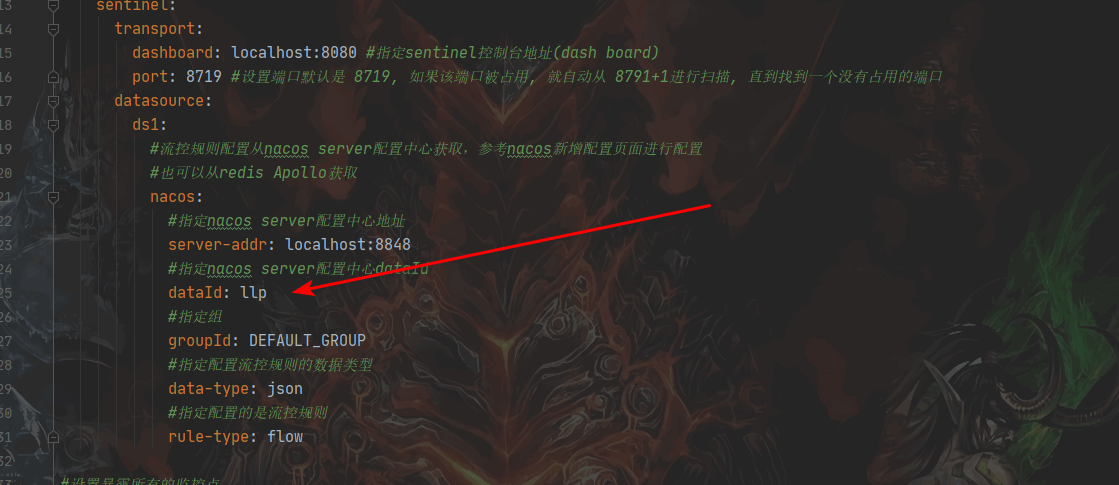 13 sentinel:
14 transport:
15 dashboard: localhost:8080 #指定sentinel控制台地址(dash board)
16 port: 8719 #设置端口默认是 8719, 如果该端口被占用, 就自动从 8791+1进行扫描, 直到找到一个没有占用的端口
17 datasource:
18 ds1:
19 #流控规则配置从nacos server配置中心获取，参考nacos新增配置页面进行配置
20 #也可以从redis Apollo获取
21 nacos:
22 #指定nacos server配置中心地址
23 server-addr: localhost:8848
24 #指定nacos server配置中心dataId
25 dataId: llp
26 #指定组
27 groupId: DEFAULT_GROUP
28 #指定配置流控规则的数据类型
29 data-type: json
30 #指定配置的是流控规则
31 rule-type: flow
32
33 #设置暴露所有的监控点